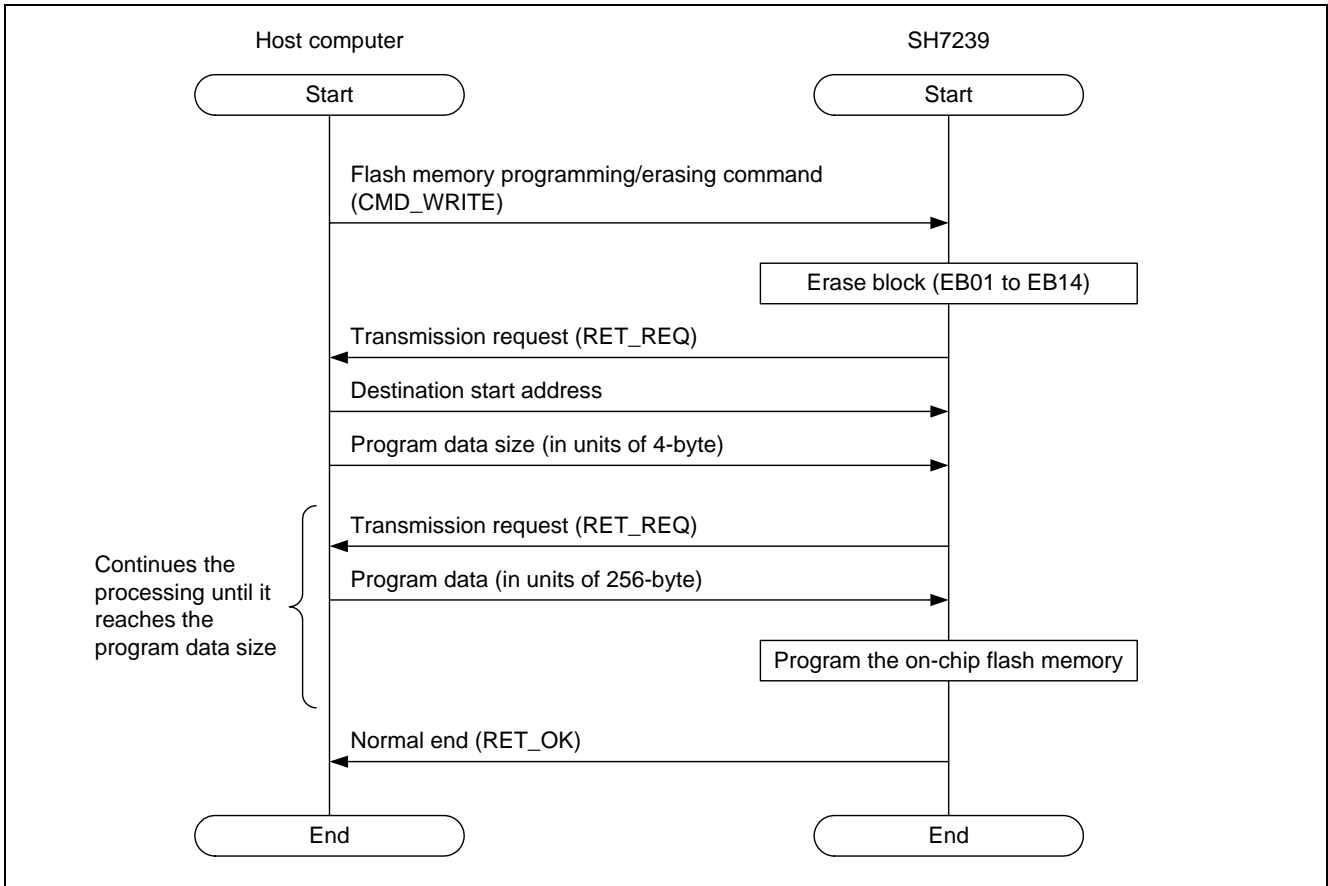 Host computer
SH7239
Start
Start
Flash memory programming/erasing command
(CMD_WRITE)
Erase block (EB01 to EB14)
Transmission request (RET_REQ)
Destination start address
Program data size (in units of 4-byte)
Transmission request (RET_REQ)
Continues the
processing until it
reaches the
program data size
Program data (in units of 256-byte)
Program the on-chip flash memory
Normal end (RET_OK)
End
End